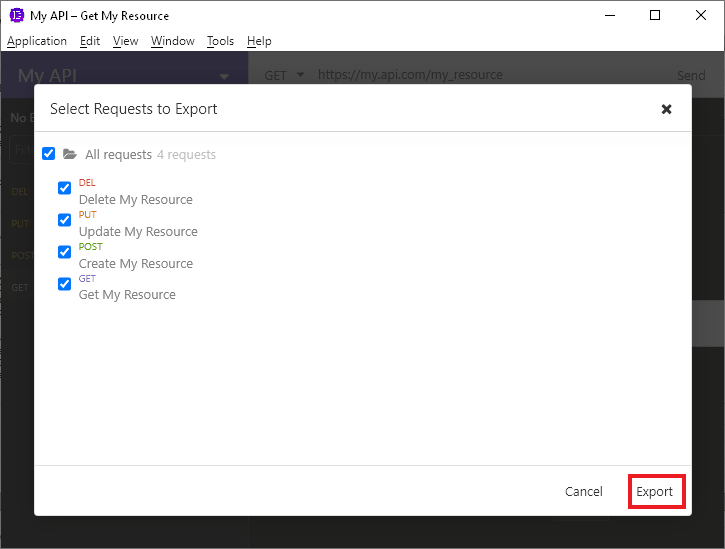 My API – Get My Resource
Application Edit View Window Tools Help
My API
GET https://my.api.com/my_resource Send
Select Requests to Export
No E
All requests 4 requests
DEL
DEL
Delete My Resource
PUT
PUT
Update My Resource
POST
POST
Create My Resource
GET
GET
Get My Resource
Cancel Export